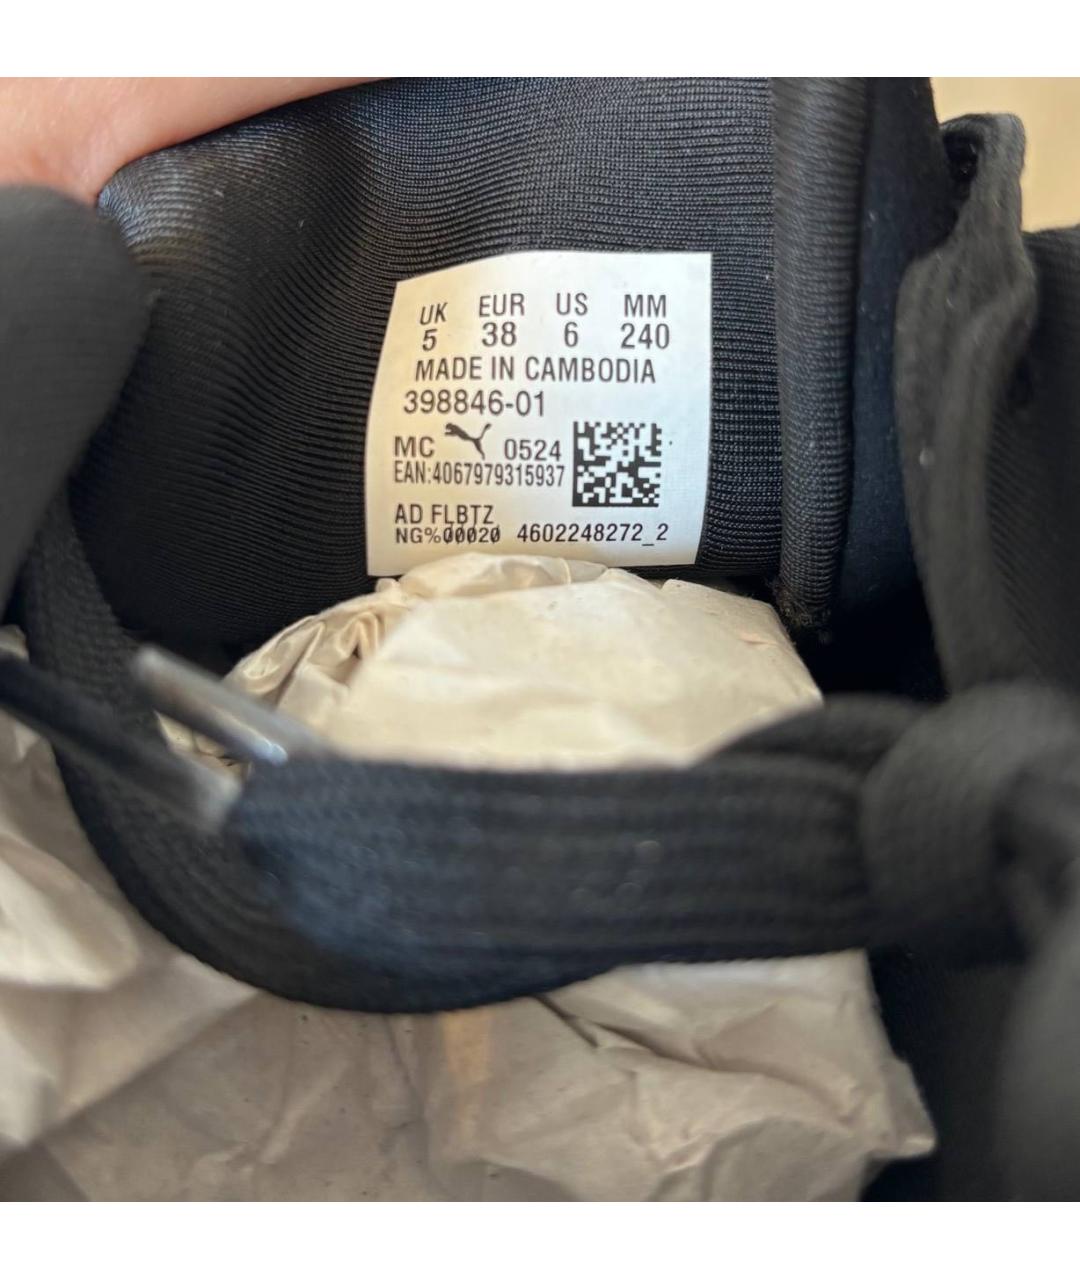 UK EUR US MM
5 38 6 240
MADE IN CAMBODIA
398846-01
MC 0524
EAN:4067979315937
AD FLBTZ
NG%00020 4602248272_2